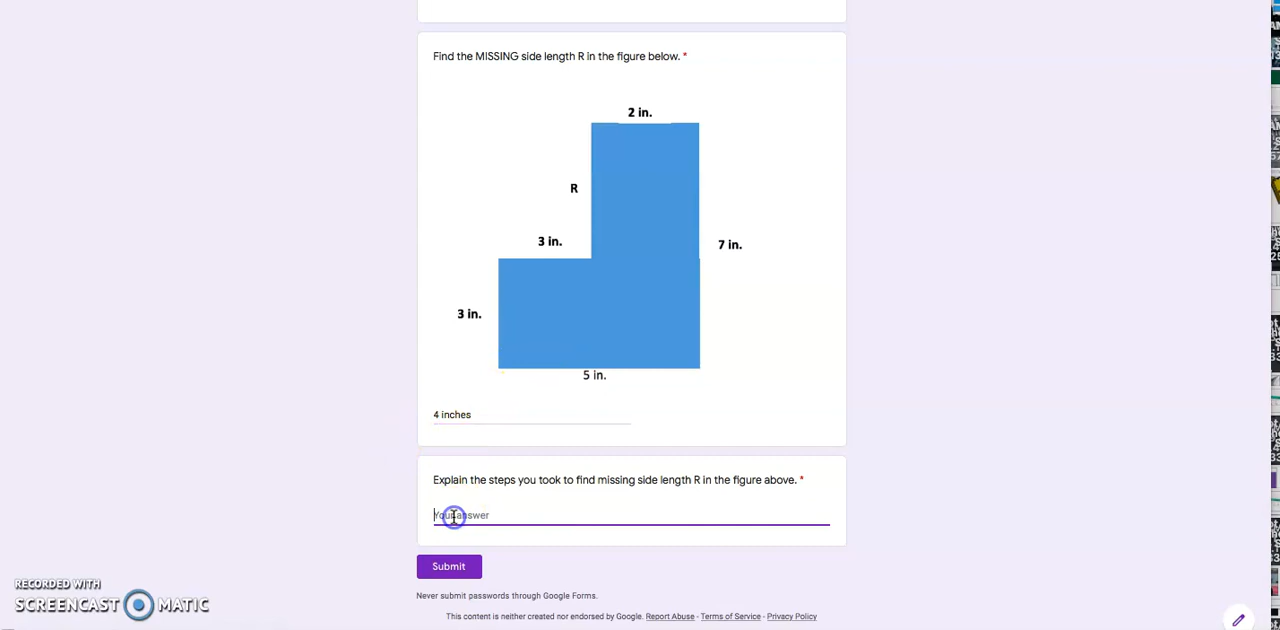 Find the MISSING side length R in the figure below. *
2 in.
R
3 in.
7 in.
3 in.
5 in.
4 inches
Explain the steps you took to find missing side length R in the figure above. *
Your answer
Submit
Never submit passwords through Google Forms.
This content is neither created nor endorsed by Google. Report Abuse - Terms of Service - Privacy Policy
RECORDED WITH
SCREENCAST MATIC